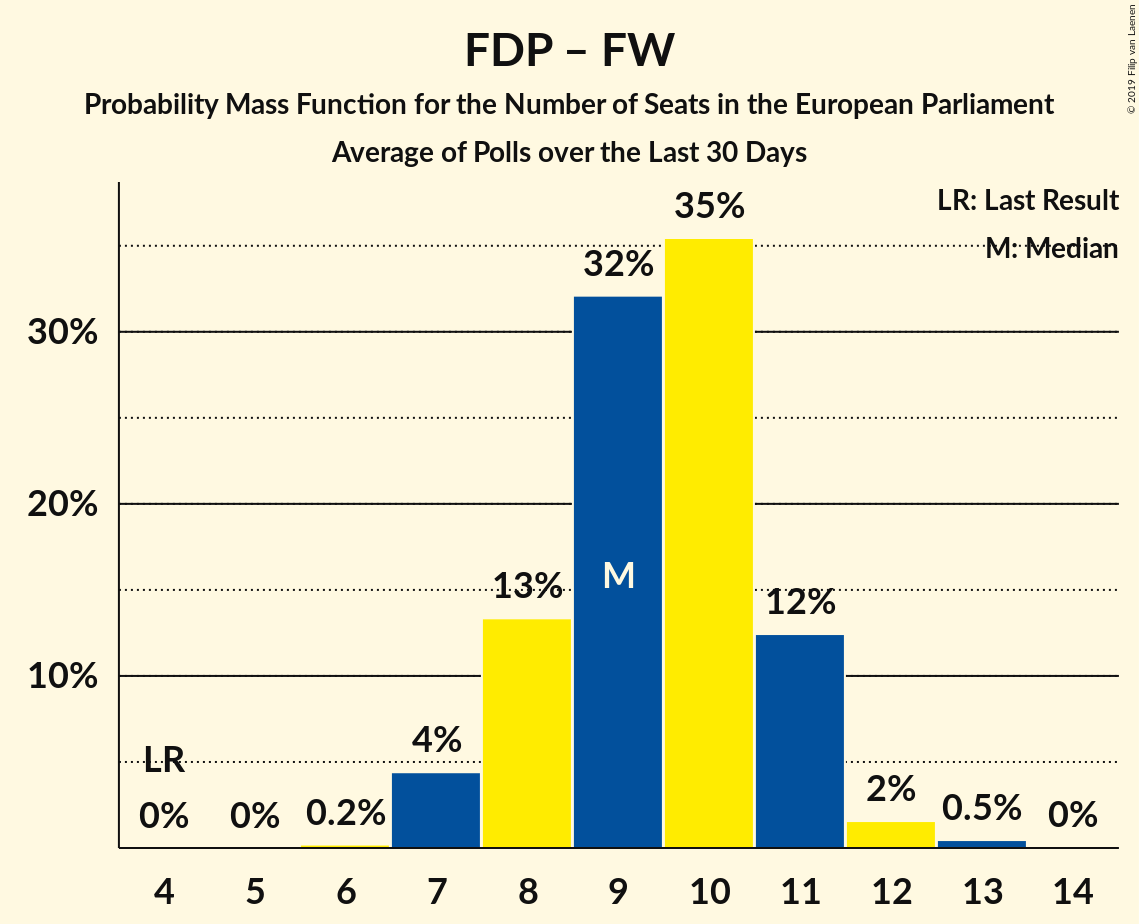 FDP – FW
Probability Mass Function for the Number of Seats in the European Parliament
Average of Polls over the Last 30 Days
© 2019 Filip van Laenen
LR: Last Result
M: Median
35%
32%
30%
20%
13%
M
12%
10%
4%
LR
2%
0% 0% 0.2% 0.5% 0%
4 5 6 7 8 9 10 11 12 13 14